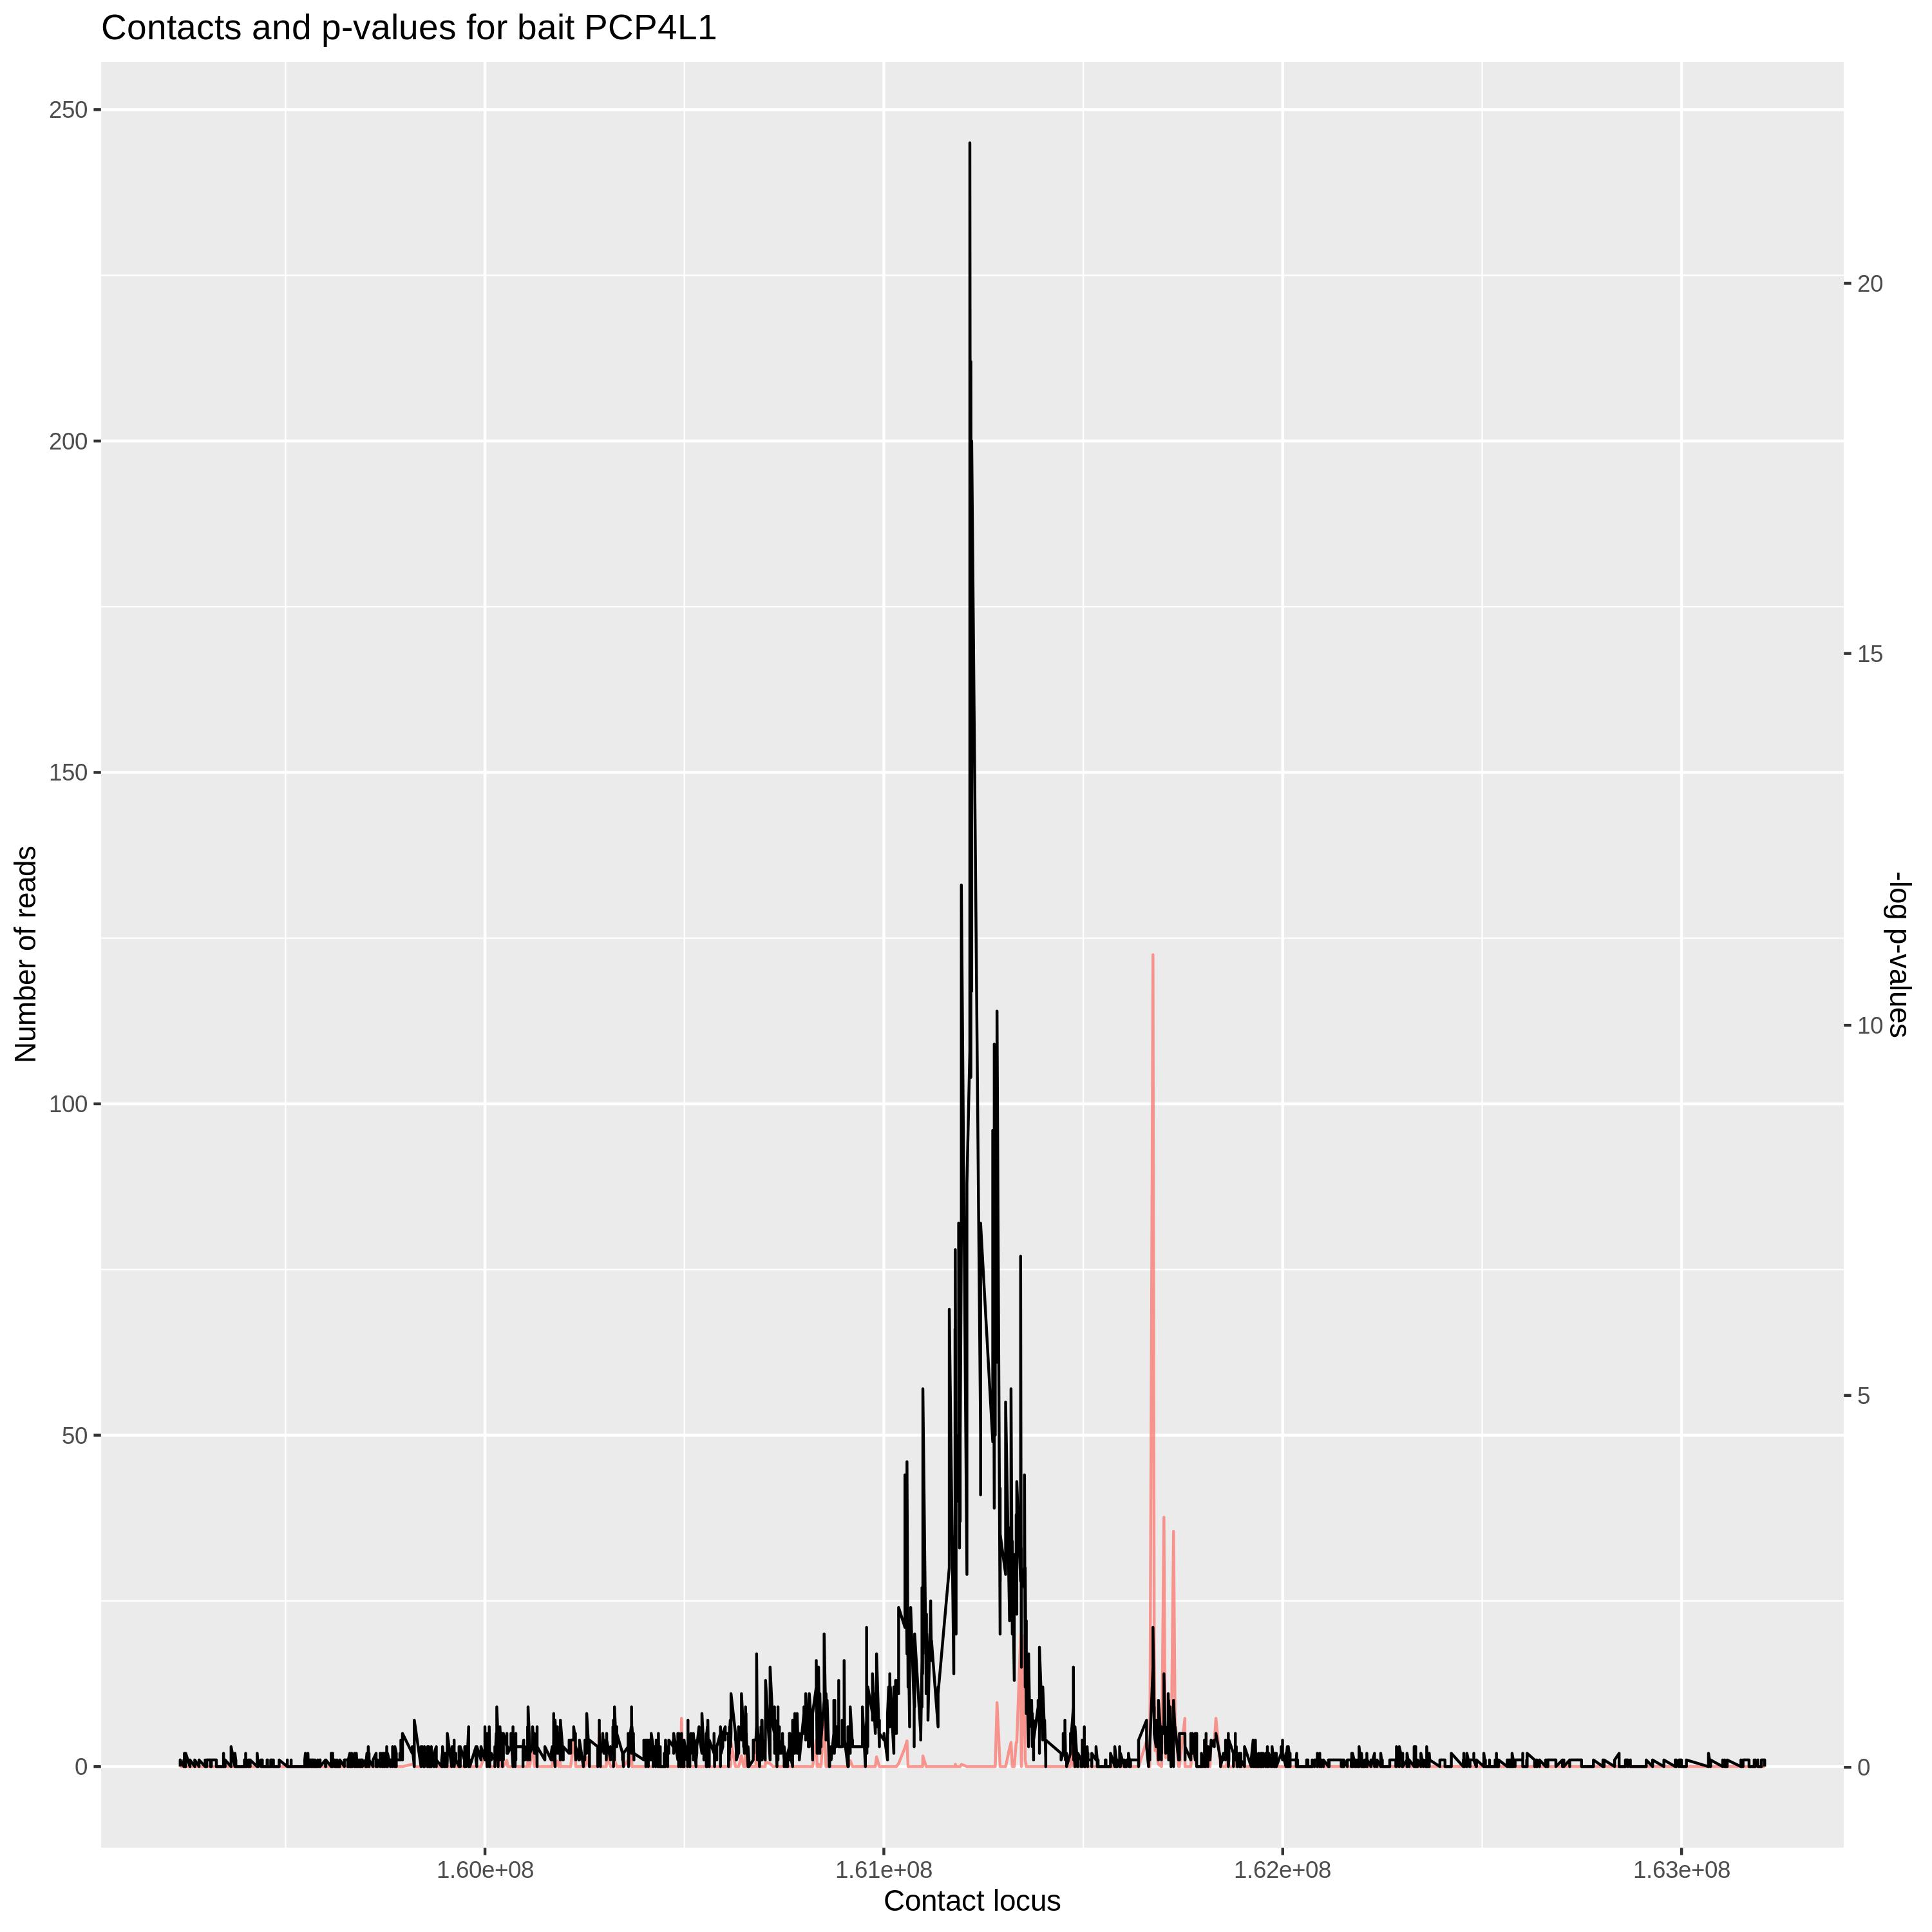 Contacts and p-values for bait PCP4L1
250
200
150
100
50
0
Number of reads
20
15
10
5
0
-log p-values
1.60e+08
1.61e+08
1.62e+08
1.63e+08
Contact locus